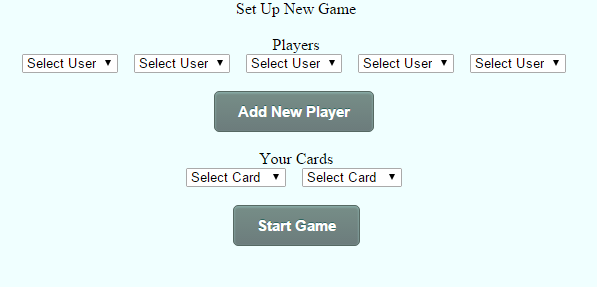 Set Up New Game
Players
Select User Select User Select User Select User Select User
Add New Player
Your Cards
Select Card Select Card
Start Game